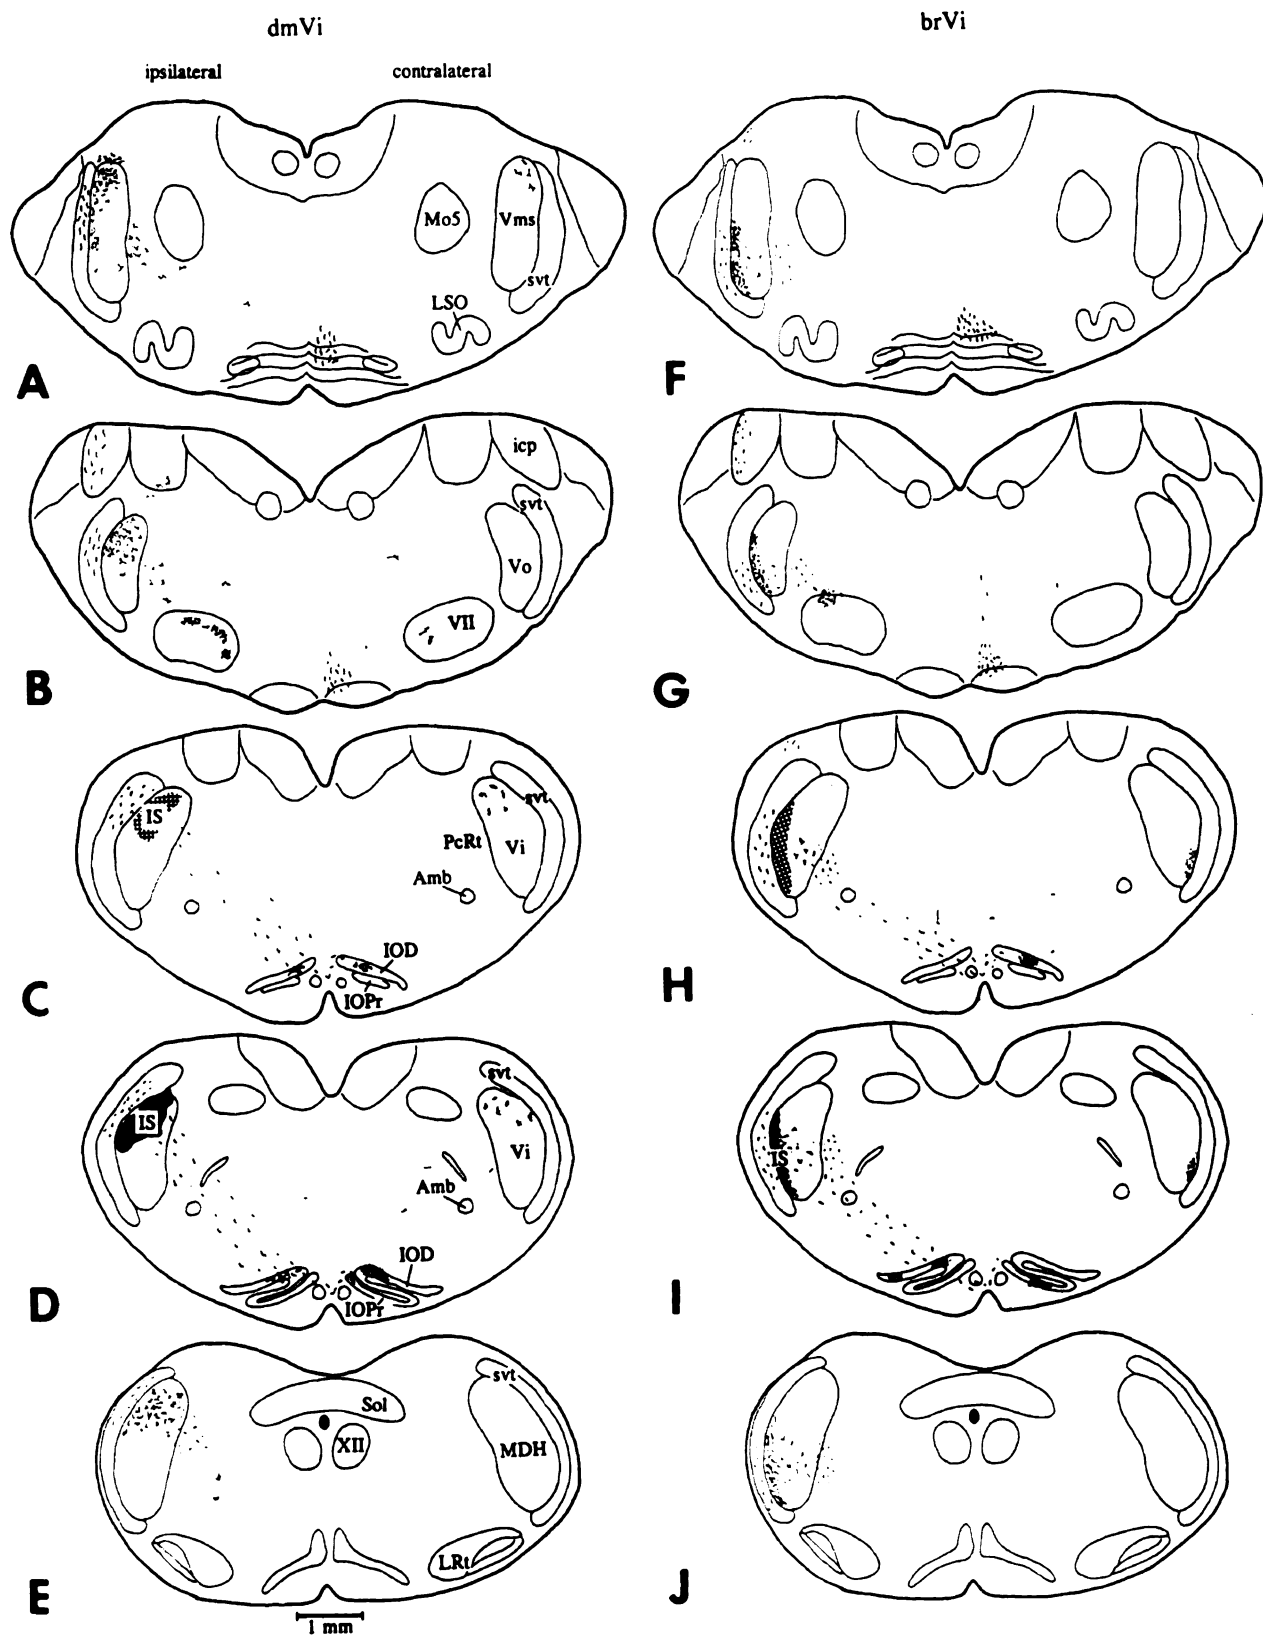 dmVi
brVi
ipsilateral
contralateral
Mo5
Vms
svt
LSO
A
F
icp
svt
Vo
VII
B
G
IS
svt
PcRt
Vi
Amb
IOD
IOPr
C
H
svt
IS
Vi
IS
Amb
IOD
IOPr
D
I
svt
Sol
XII
MDH
LRt
E
J
1 mm